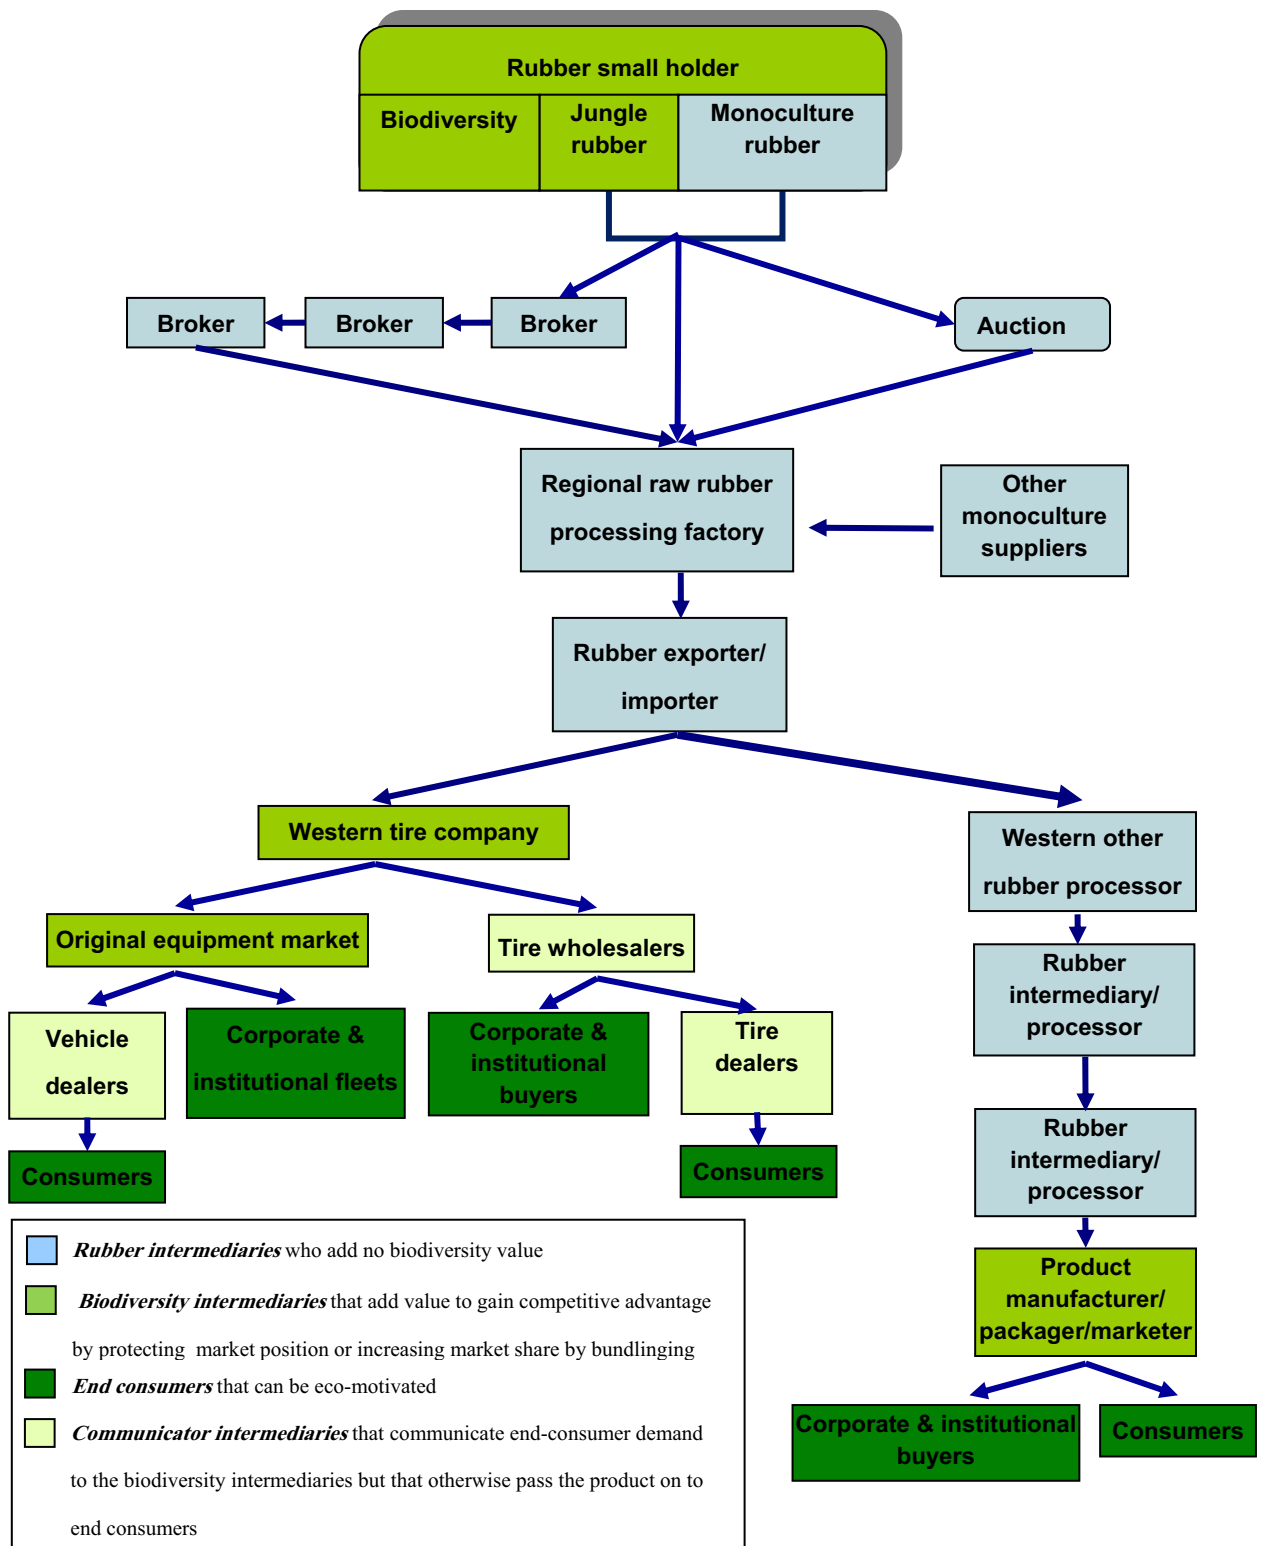 Rubber small holder
Biodiversity
Jungle
rubber
Monoculture
rubber
Broker
Broker
Broker
Auction
Regional raw rubber
processing factory
Other
monoculture
suppliers
Rubber exporter/
importer
Western tire company
Western other
rubber processor
Original equipment market
Tire wholesalers
Rubber
intermediary/
processor
Vehicle
dealers
Corporate &
institutional fleets
Corporate &
institutional
buyers
Tire
dealers
Rubber
intermediary/
processor
Consumers
Consumers
Product
manufacturer/
packager/marketer
Corporate & institutional
buyers
Consumers
Rubber intermediaries who add no biodiversity value
Biodiversity intermediaries that add value to gain competitive advantage
by protecting market position or increasing market share by bundlinging
End consumers that can be eco-motivated
Communicator intermediaries that communicate end-consumer demand
to the biodiversity intermediaries but that otherwise pass the product on to
end consumers